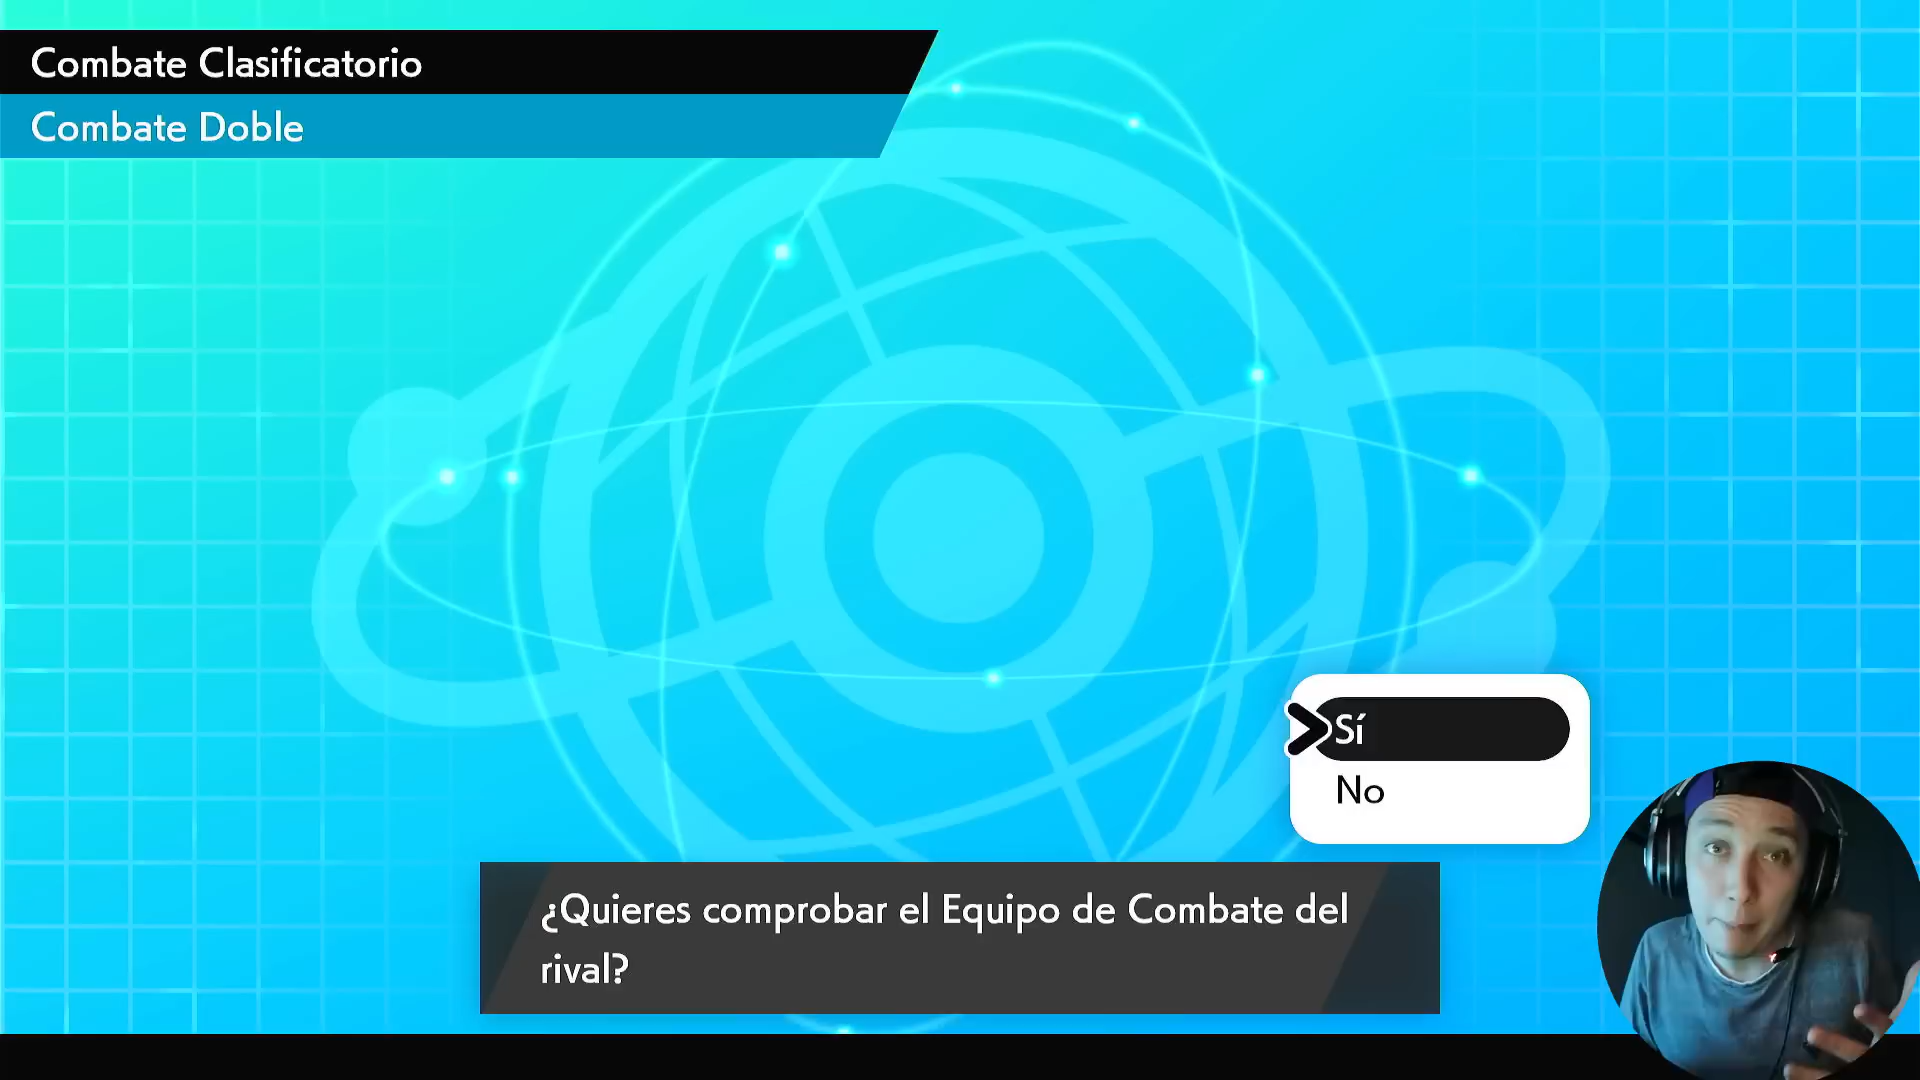 Combate Clasificatorio
Combate Doble
Sí
No
¿Quieres comprobar el Equipo de Combate del
rival?